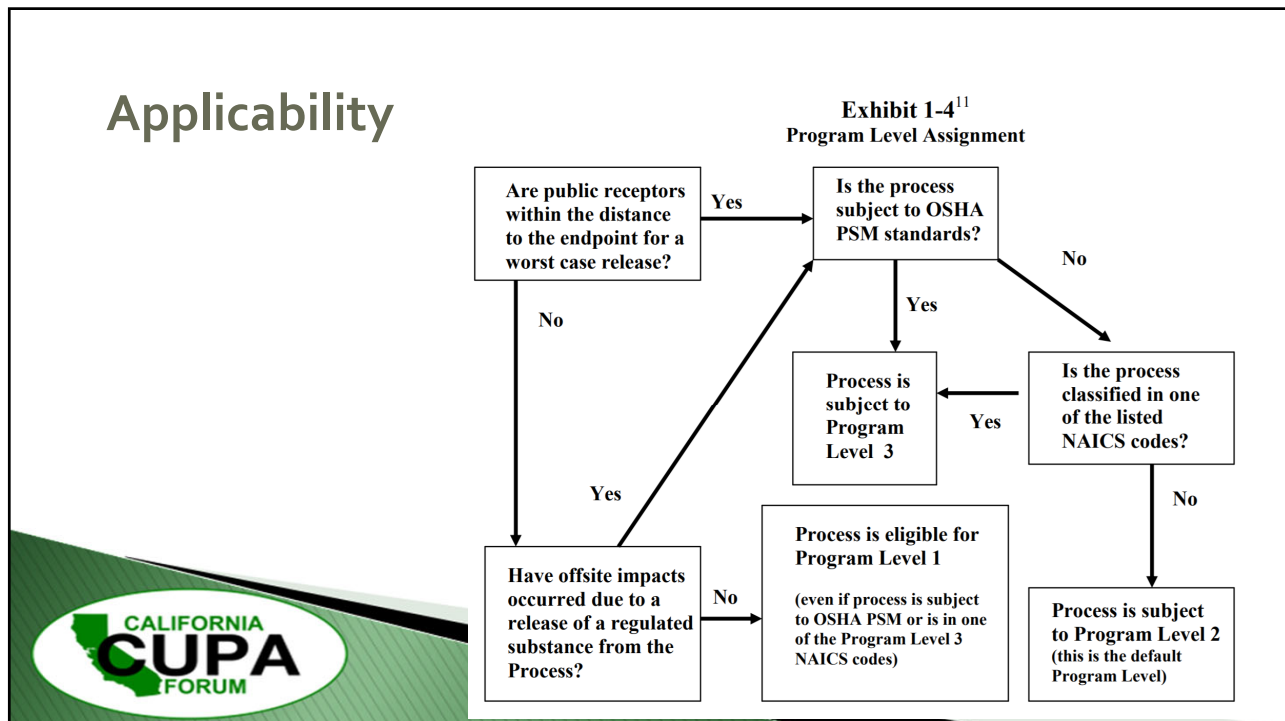 Applicability
Exhibit 1-4¹¹
Program Level Assignment
Are public receptors
within the distance
to the endpoint for a
worst case release?
Yes
Is the process
subject to OSHA
PSM standards?
No
Yes
No
Process is
subject to
Program
Level 3
Yes
Is the process
classified in one
of the listed
NAICS codes?
Yes
No
Have offsite impacts
occurred due to a
release of a regulated
substance from the
Process?
No
Process is eligible for
Program Level 1
(even if process is subject
to OSHA PSM or is in one
of the Program Level 3
NAICS codes)
Process is subject
to Program Level 2
(this is the default
Program Level)
CALIFORNIA
CUPA
FORUM